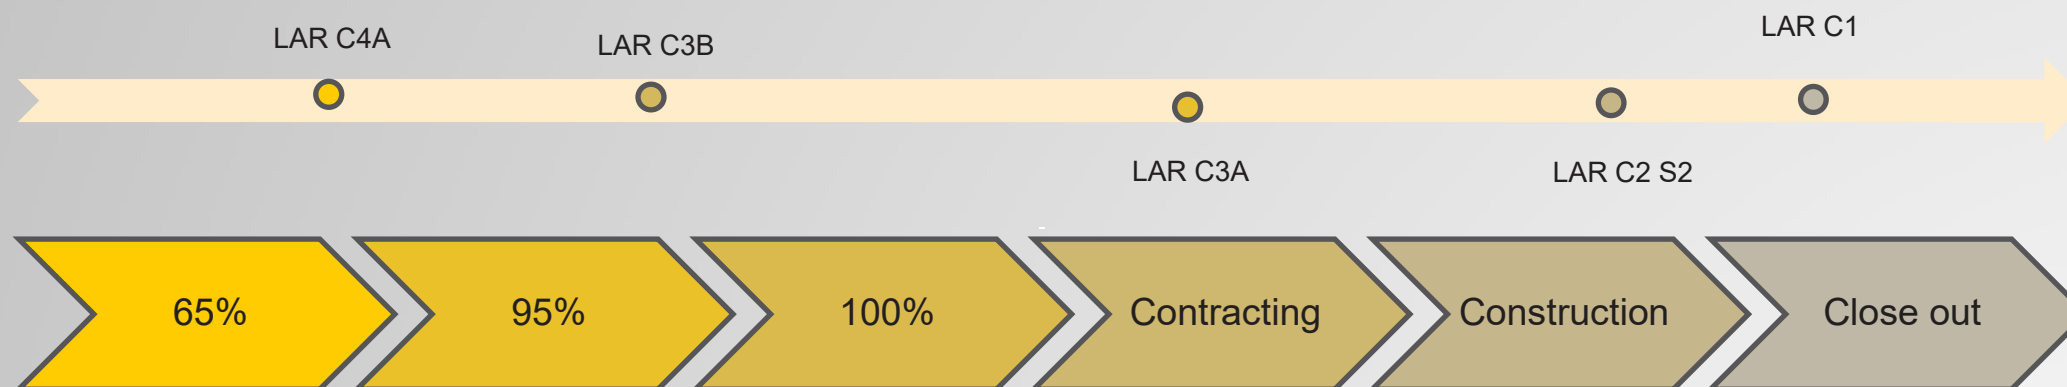 LAR C4A
LAR C3B
LAR C1
LAR C3A
LAR C2 S2
65%
95%
100%
Contracting
Construction
Close out